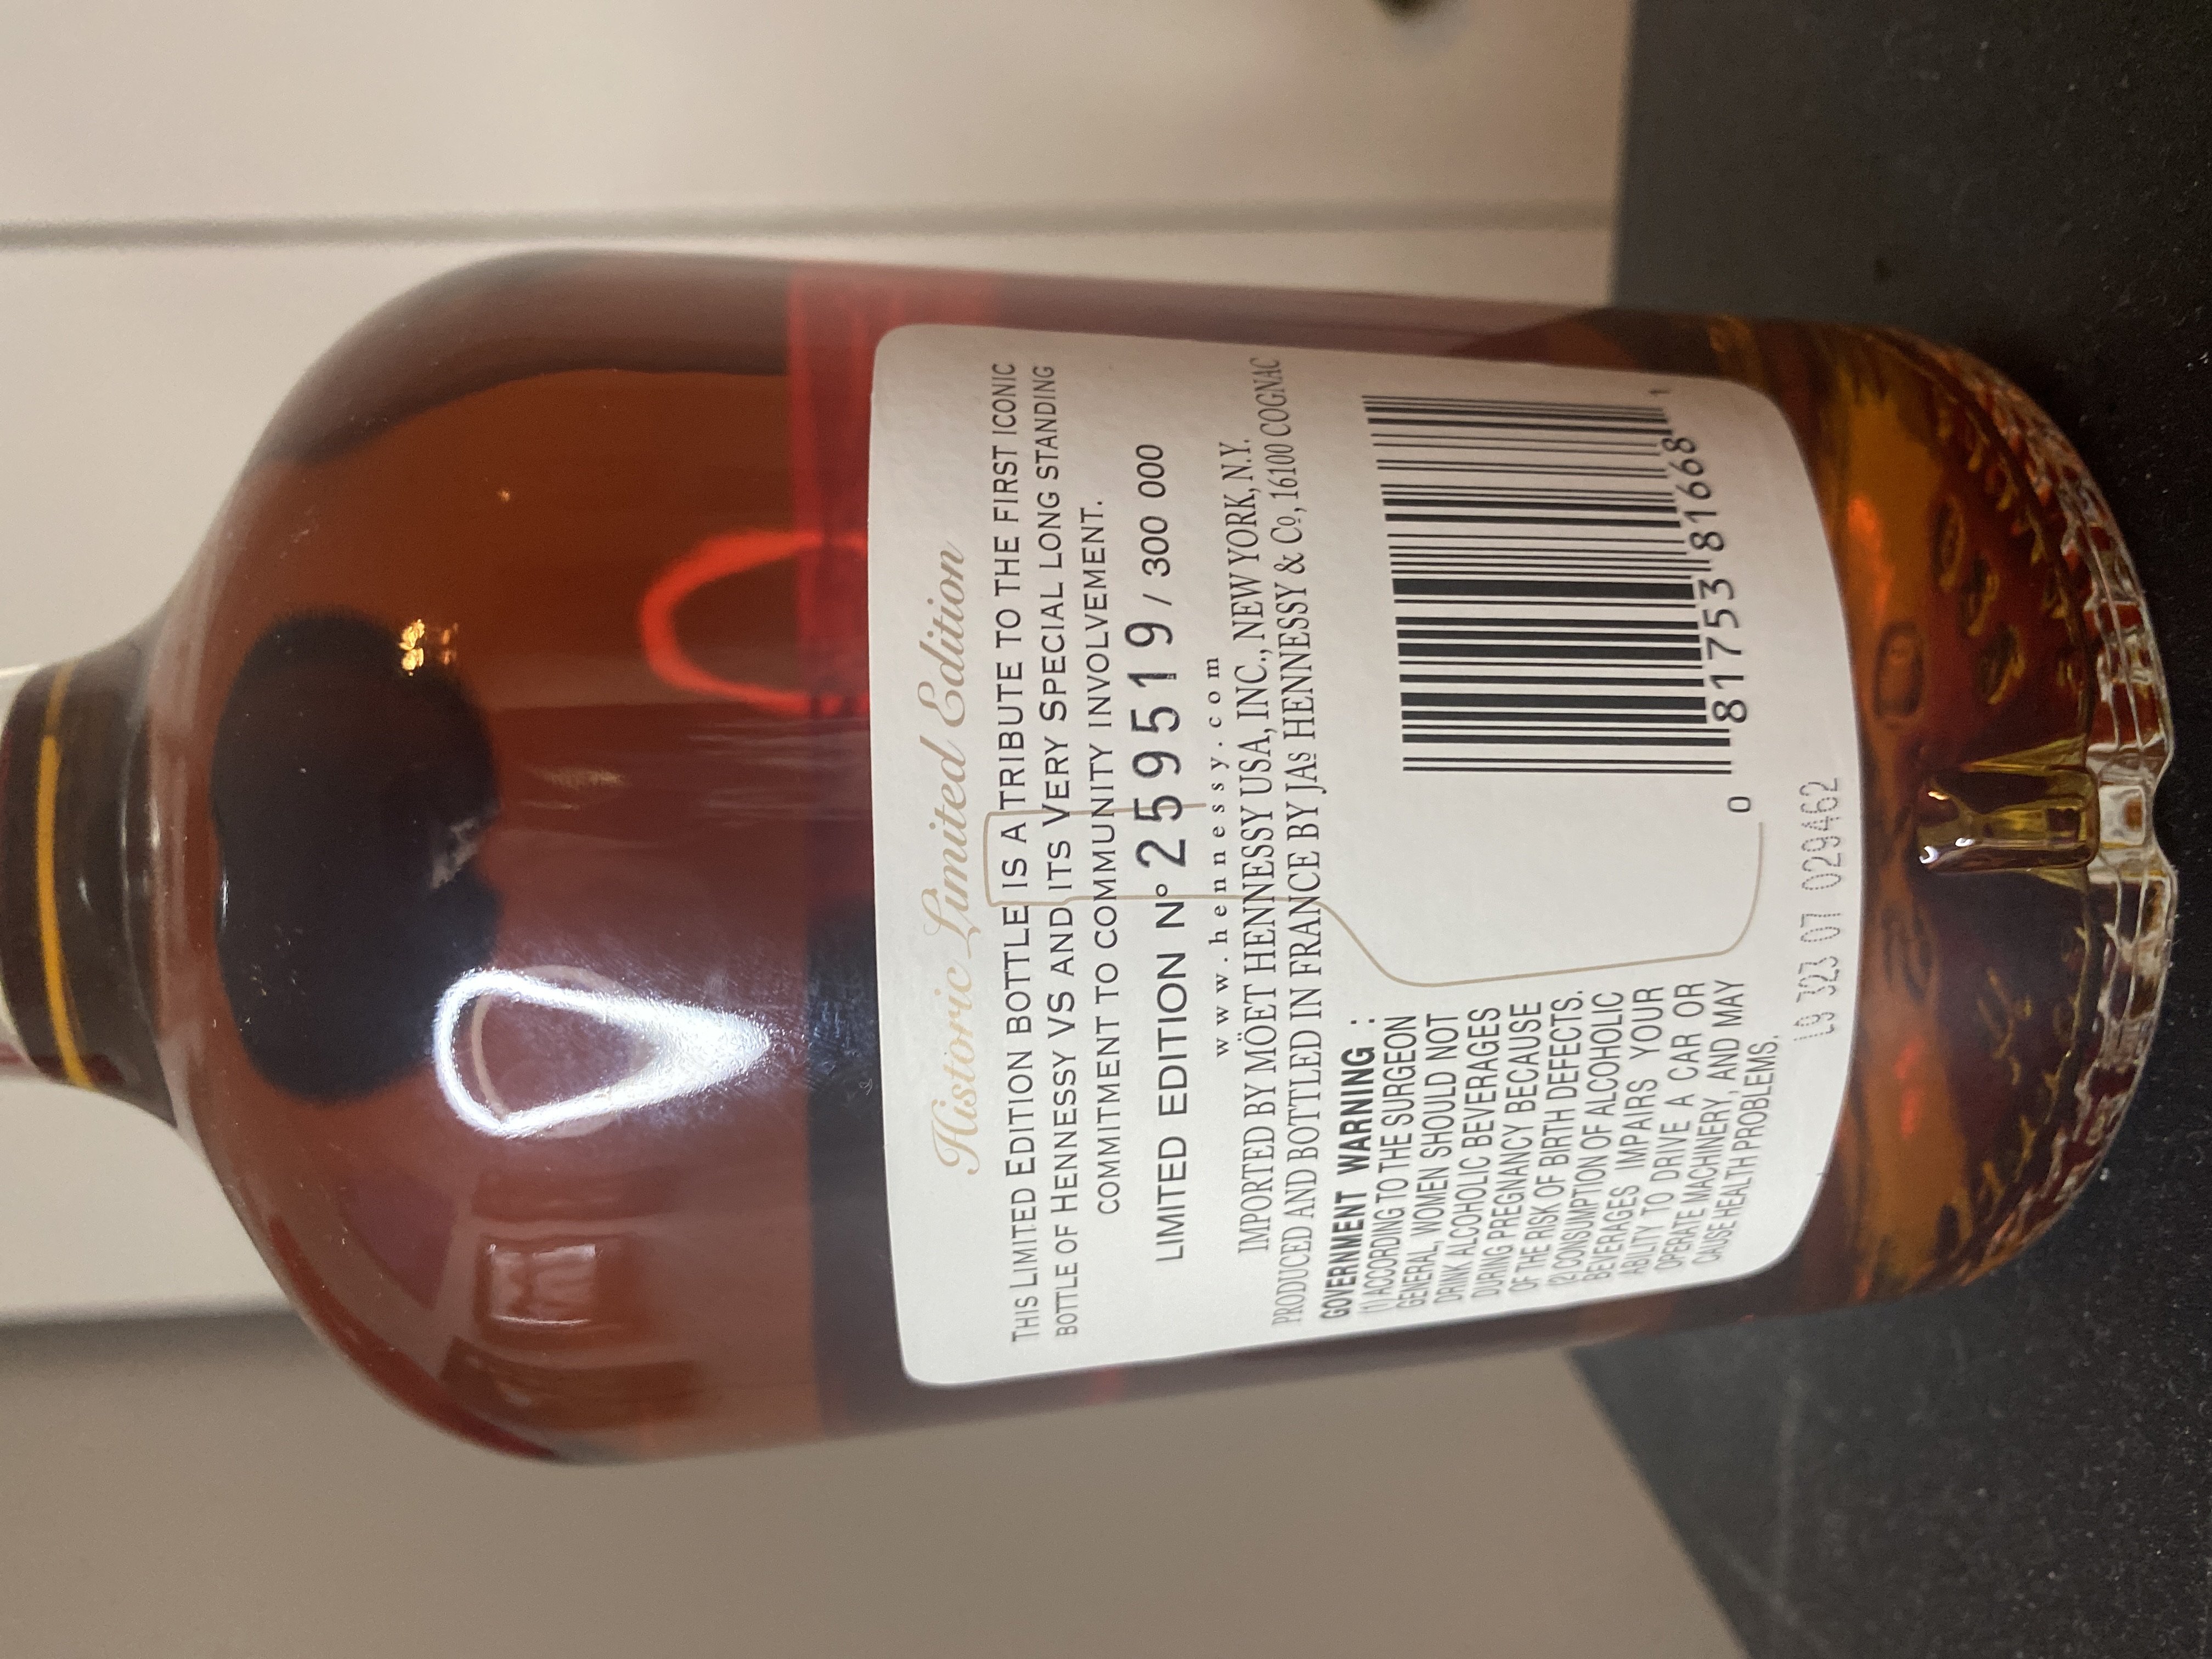 Historic Limited Edition
THIS LIMITED EDITION BOTTLE IS A TRIBUTE TO THE FIRST ICONIC
BOTTLE OF HENNESSY VS AND ITS VERY SPECIAL LONG STANDING
COMMITMENT TO COMMUNITY INVOLVEMENT.
LIMITED EDITION N° 259519 / 300 000
www.hennessy.com
IMPORTED BY MÖET HENNESSY USA, INC., NEW YORK, N.Y.
PRODUCED AND BOTTLED IN FRANCE BY JAs HENNESSY & Co, 16100 COGNAC
GOVERNMENT WARNING :
(1) ACCORDING TO THE SURGEON
GENERAL, WOMEN SHOULD NOT
DRINK ALCOHOLIC BEVERAGES
DURING PREGNANCY BECAUSE
OF THE RISK OF BIRTH DEFECTS.
(2) CONSUMPTION OF ALCOHOLIC
BEVERAGES IMPAIRS YOUR
ABILITY TO DRIVE A CAR OR
OPERATE MACHINERY, AND MAY
CAUSE HEALTH PROBLEMS.
0 81753 81668 1
L9 323 07 029462